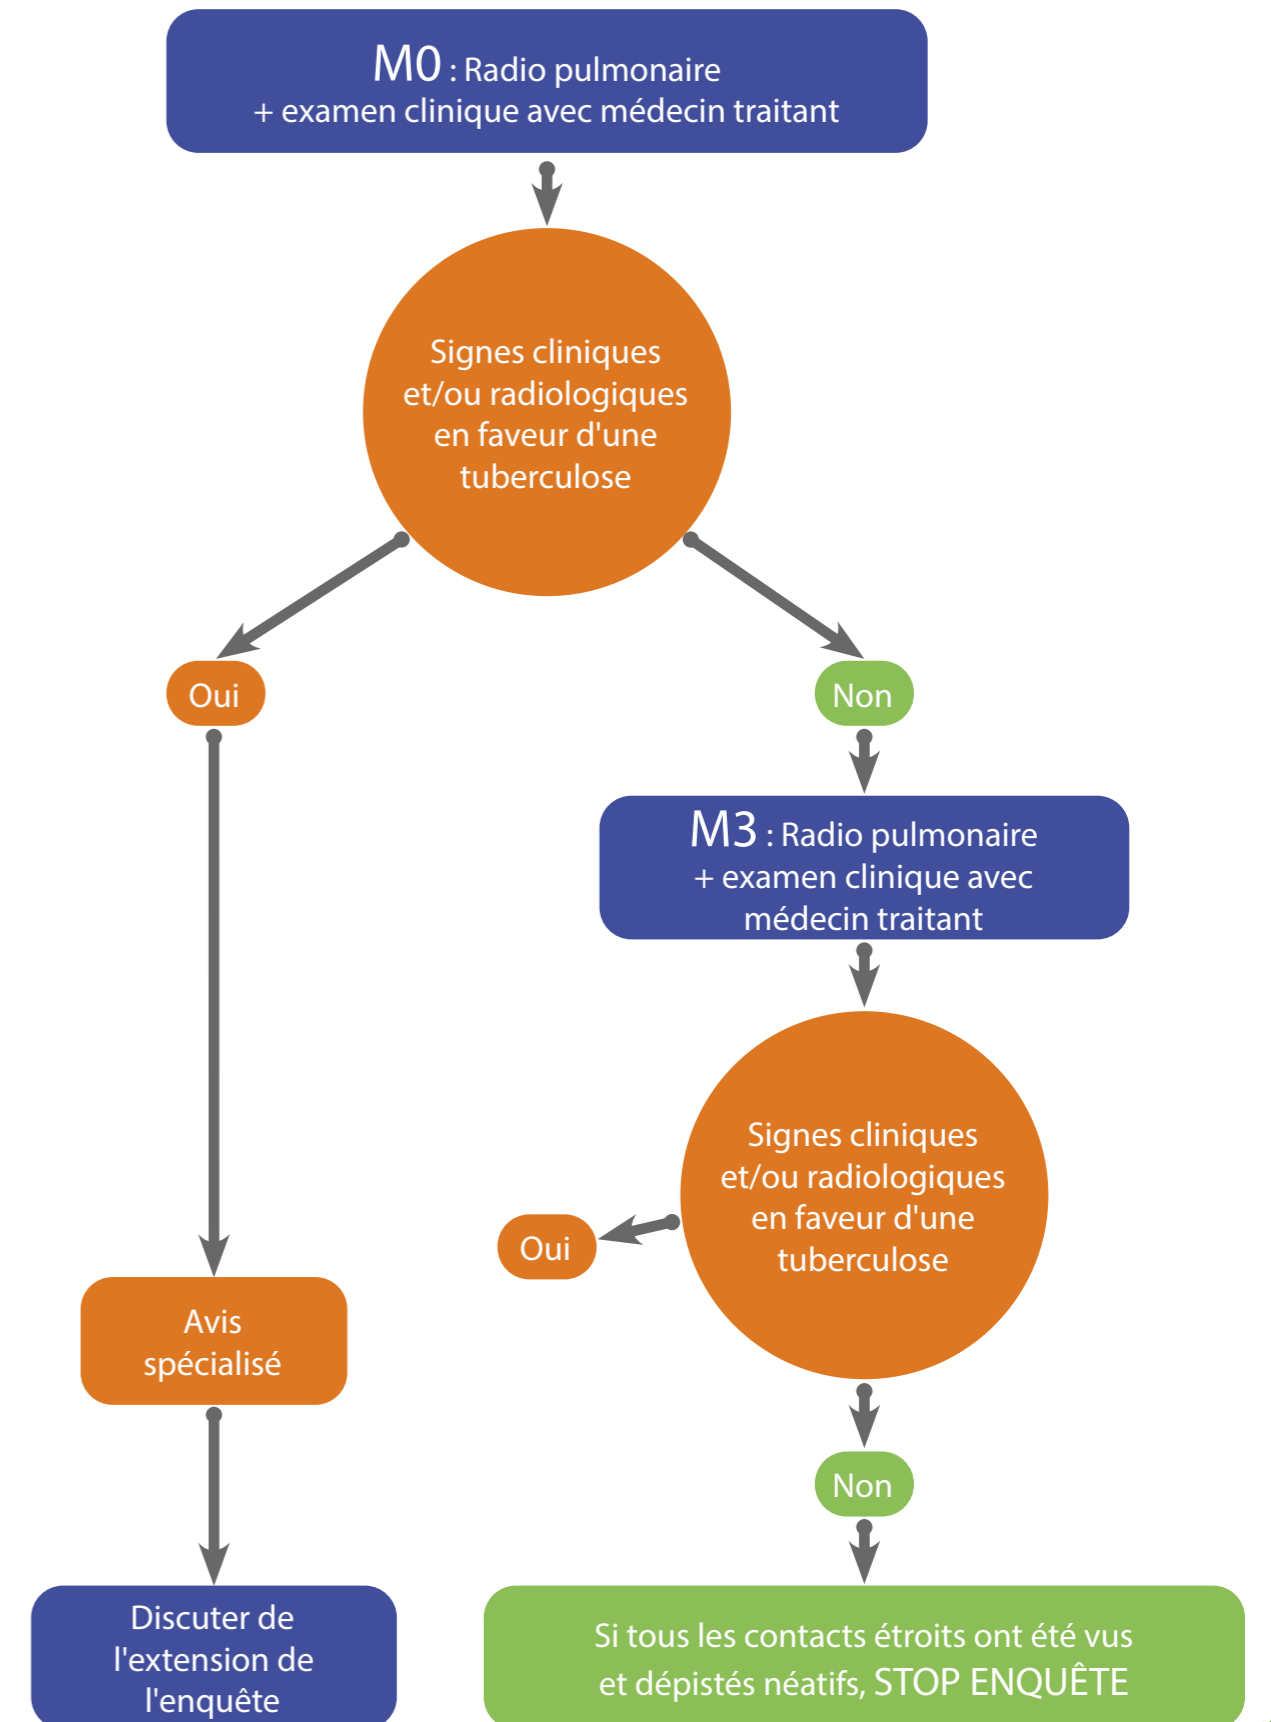 M0 : Radio pulmonaire
+ examen clinique avec médecin traitant
Signes cliniques
et/ou radiologiques
en faveur d'une
tuberculose
Oui
Non
M3 : Radio pulmonaire
+ examen clinique avec
médecin traitant
Signes cliniques
et/ou radiologiques
en faveur d'une
tuberculose
Oui
Avis
spécialisé
Non
Discuter de
l'extension de
l'enquête
Si tous les contacts étroits ont été vus
et dépistés néatifs, STOP ENQUÊTE